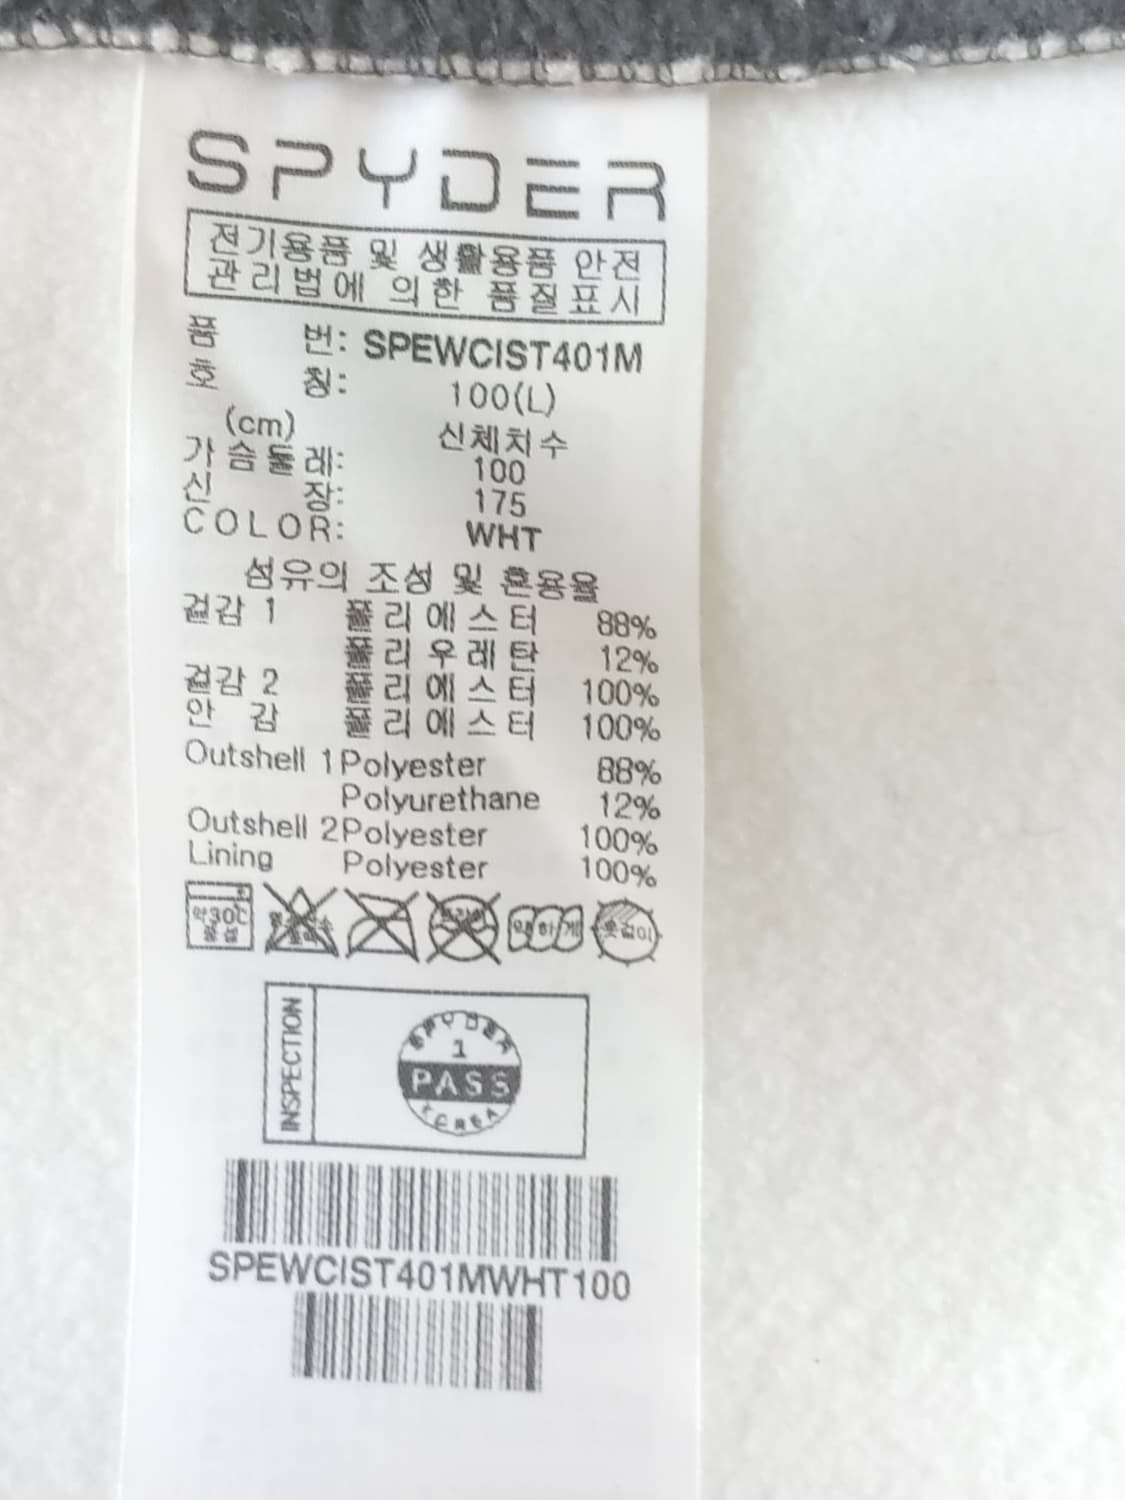 SPYDER
전기용품 및 생활용품 안전
관리법에 의한 품질표시
품 번: SPEWCIST401M
호 칭: 100(L)
(cm) 신체치수
가슴둘레: 100
신 장: 175
COLOR: WHT
섬유의 조성 및 혼용율
겉감 1 폴리에스터 88%
폴리우레탄 12%
겉감 2 폴리에스터 100%
안 감 폴리에스터 100%
Outshell 1 Polyester 88%
Polyurethane 12%
Outshell 2 Polyester 100%
Lining Polyester 100%
약30℃ 약하게 옷걸이
INSPECTION
SPYDER
1
PASS
KOREA
SPEWCIST401MWHT100